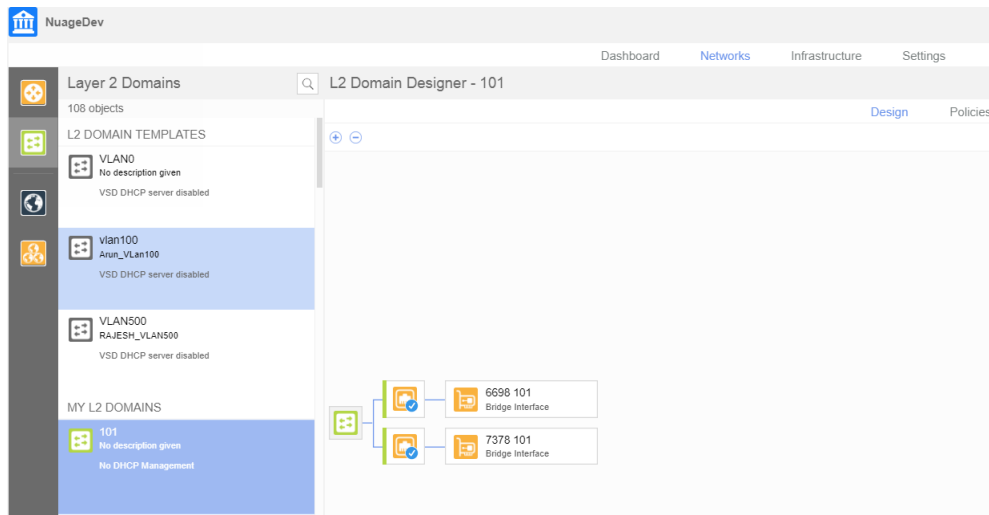 NuageDev
Dashboard Networks Infrastructure Settings
Layer 2 Domains
L2 Domain Designer - 101
108 objects
Design Policies
L2 DOMAIN TEMPLATES
VLAN0
No description given
VSD DHCP server disabled
vlan100
Arun_VLan100
VSD DHCP server disabled
VLAN500
RAJESH_VLAN500
VSD DHCP server disabled
MY L2 DOMAINS
101
No description given
No DHCP Management
6698 101
Bridge Interface
7378 101
Bridge Interface